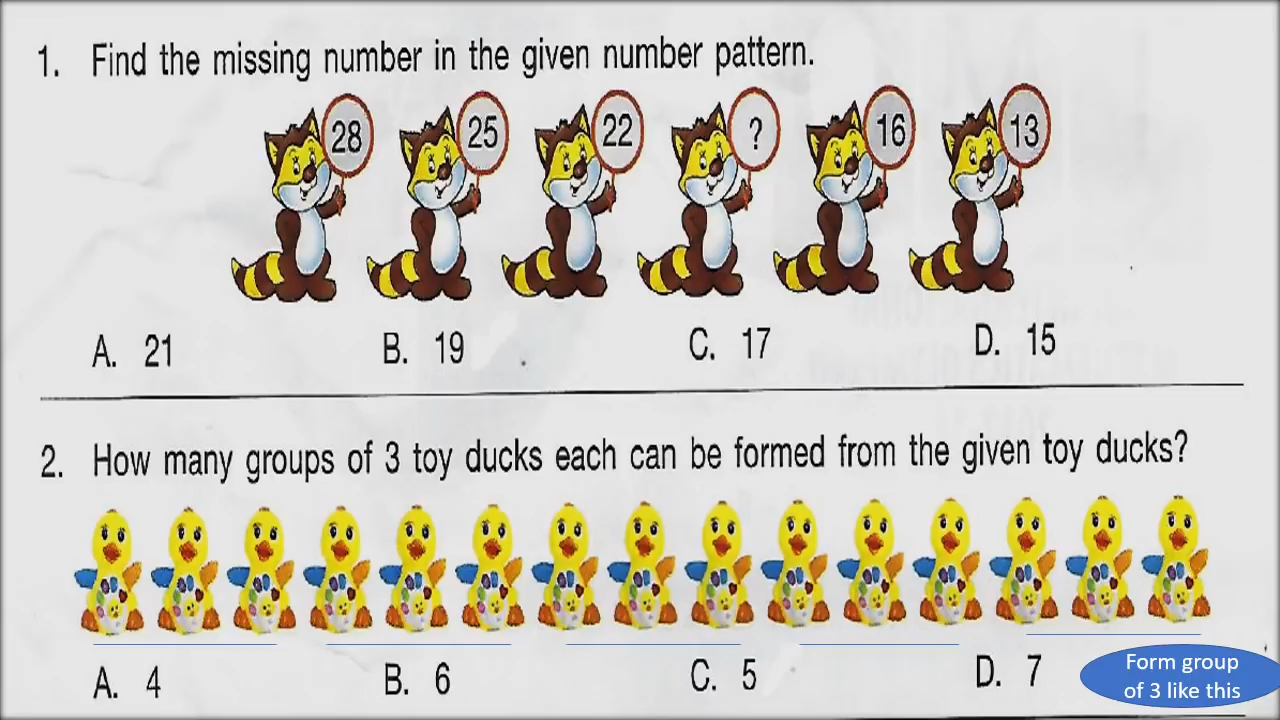 1. Find the missing number in the given number pattern.
28 25 22 ? 16 13
A. 21 B. 19 C. 17 D. 15
2. How many groups of 3 toy ducks each can be formed from the given toy ducks?
A. 4 B. 6 C. 5 D. 7
Form group
of 3 like this